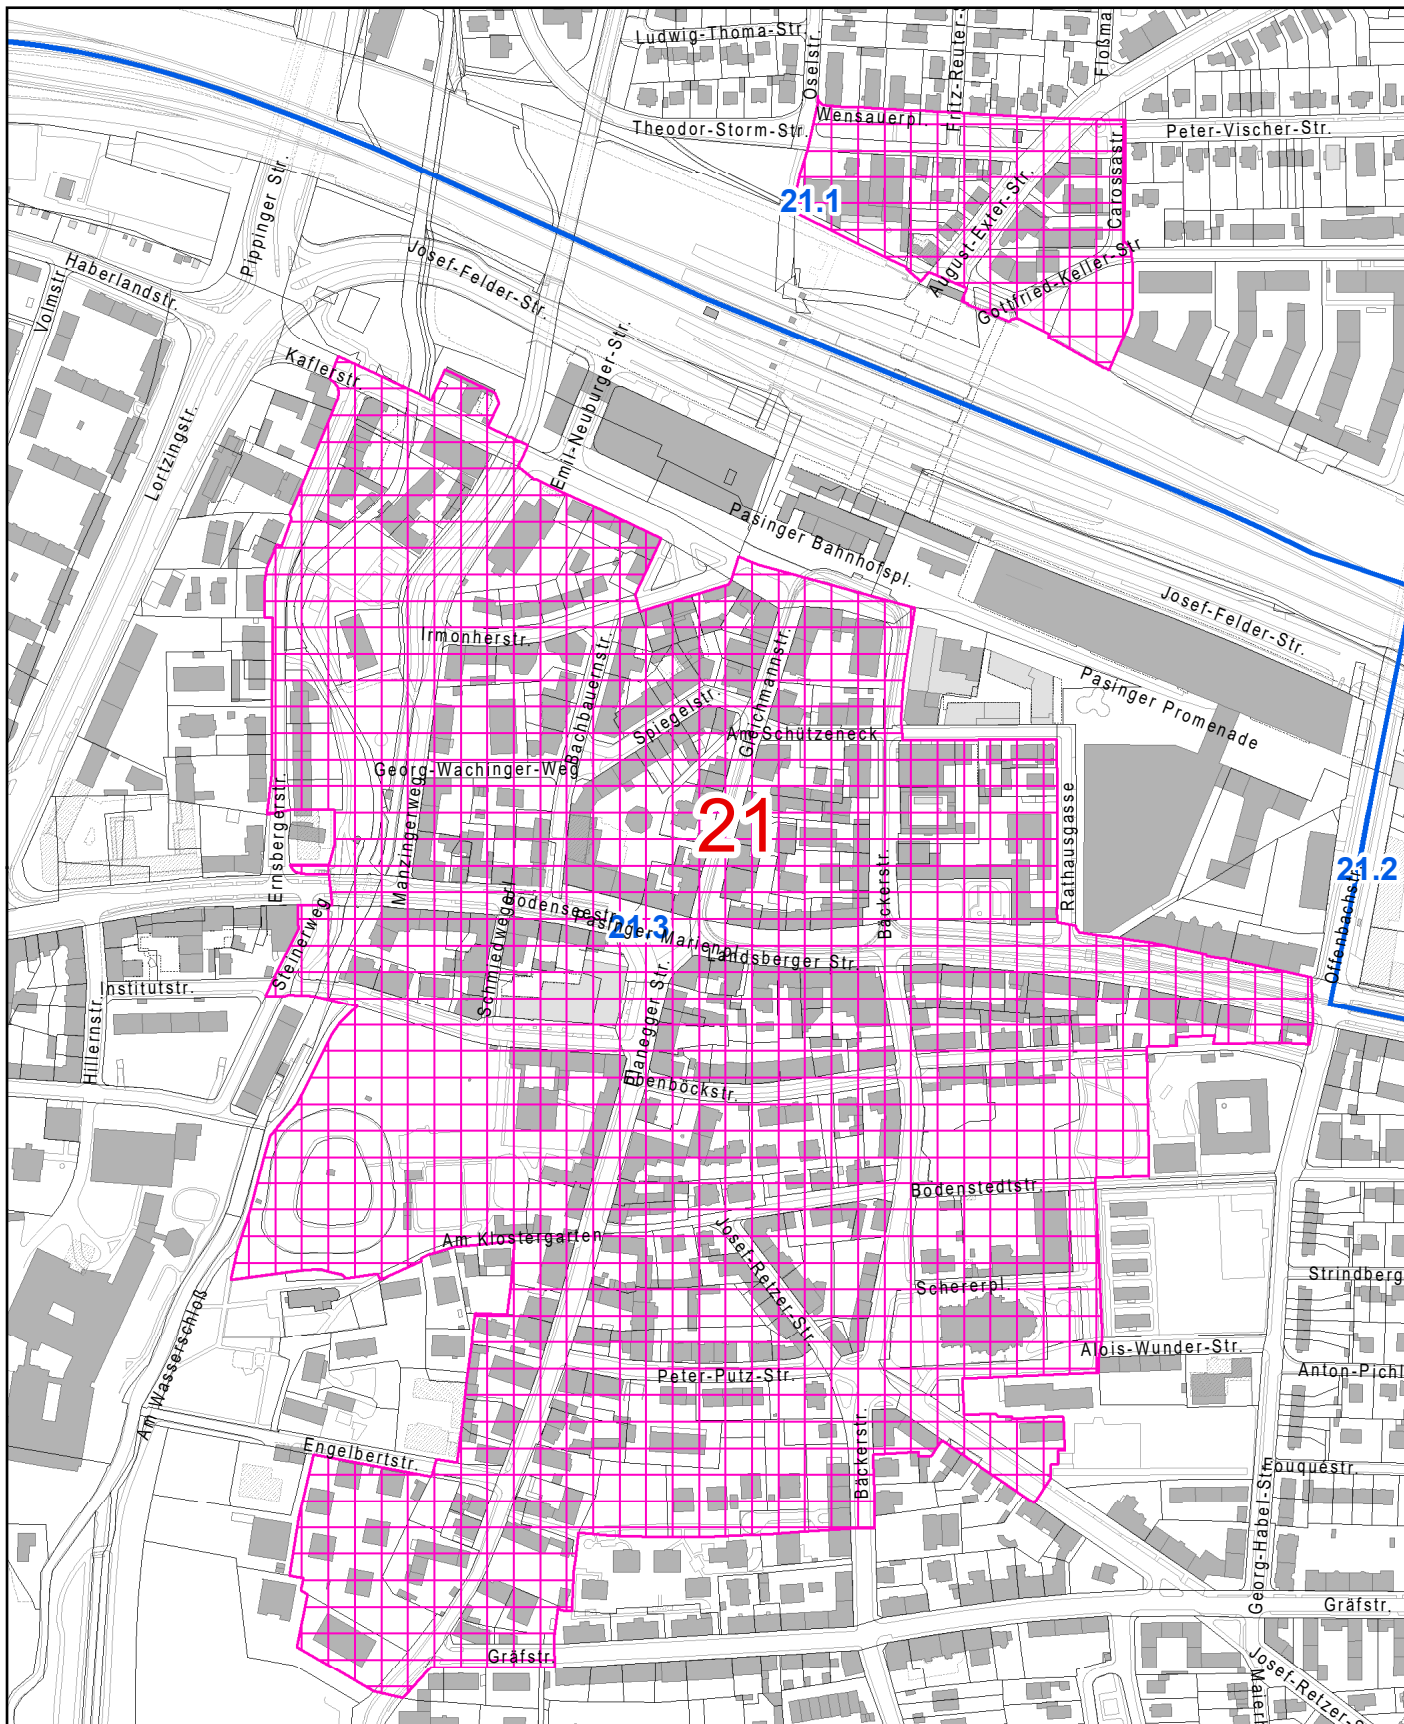 Ludwig-Thoma-Str.
Oselstr.
Fritz-Reuter-S
Floßma
Wensauerpl.
Theodor-Storm-Str.
Peter-Vischer-Str.
Carossastr.
21.1
August-Exter-Str.
Gottfried-Keller-Str
Pippinger Str.
Josef-Felder-Str.
Haberlandstr.
Volmstr.
Kaflerstr.
Emil-Neuburger-Str.
Lortzingstr.
Pasinger Bahnhofspl.
Josef-Felder-Str.
Irmonherstr.
Bachbauernstr.
Gleichmannstr.
Spiegelstr.
Am Schützeneck
Pasinger Promenade
Georg-Wachinger-Weg
Manzingerweg
21
Rathausgasse
Ernsbergerstr.
Bäckerstr.
21.2
Offenbachstr.
Bodenseestr.
21.3
Pasinger Marienpl.
Landsberger Str.
Schmiedwegerl
Steinerweg
Institutstr.
Hillernstr.
Planegger Str.
Ebenböckstr.
Bodenstedtstr.
Am Klostergarten
Josef-Retzer-Str.
Schererpl.
Strindberg
Am Wasserschloß
Alois-Wunder-Str.
Peter-Putz-Str.
Anton-Pichl
Engelbertstr.
Bäckerstr.
Fouquéstr.
Georg-Habel-Str.
Gräfstr.
Gräfstr.
Josef-Retzer-S
Maierh